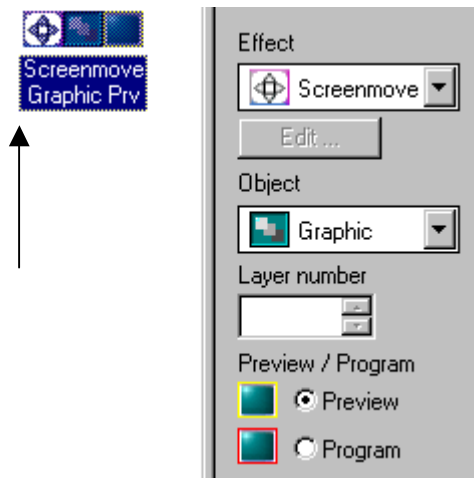 Screenmove
Graphic Prv
Effect
Screenmove
Edit ...
Object
Graphic
Layer number
Preview / Program
Preview
Program